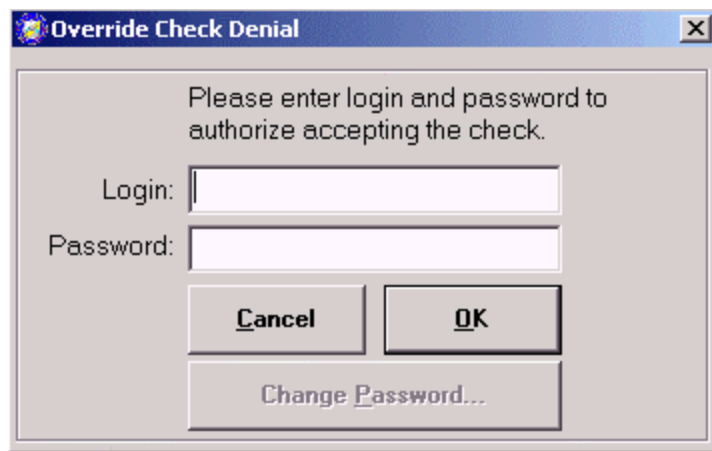 Override Check Denial
Please enter login and password to
authorize accepting the check.
Login:
Password:
Cancel OK
Change Password...